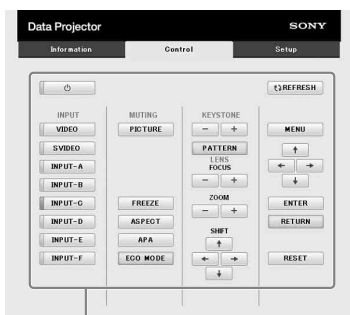 Data Projector SONY
Information Control Setup
REFRESH
INPUT MUTING KEYSTONE
VIDEO PICTURE - + MENU
SVIDEO PATTERN
LENS
INPUT-A FOCUS
INPUT-B - +
INPUT-C FREEZE ZOOM ENTER
INPUT-D ASPECT - + RETURN
INPUT-E APA SHIFT
INPUT-F ECO MODE RESET